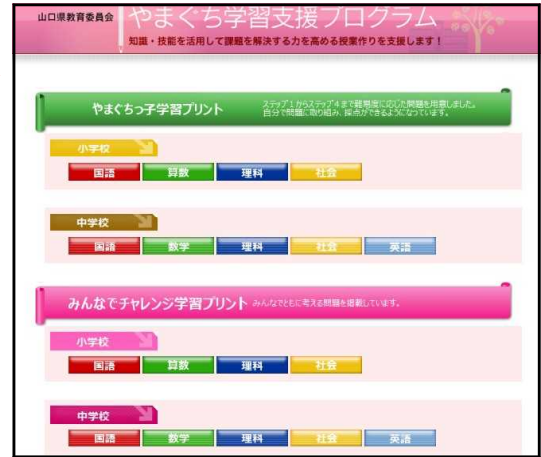 山口県教育委員会
やまぐち学習支援プログラム
知識・技能を活用して課題を解決する力を高める授業作りを支援します！
やまぐちっ子学習プリント
ステップ1からステップ4まで難易度に応じた問題を用意しました。
自分で問題に取り組み、採点ができるようになっています。
小学校
国語 算数 理科 社会
中学校
国語 数学 理科 社会 英語
みんなでチャレンジ学習プリント みんなでともに考える問題を掲載しています。
小学校
国語 算数 理科 社会
中学校
国語 数学 理科 社会 英語